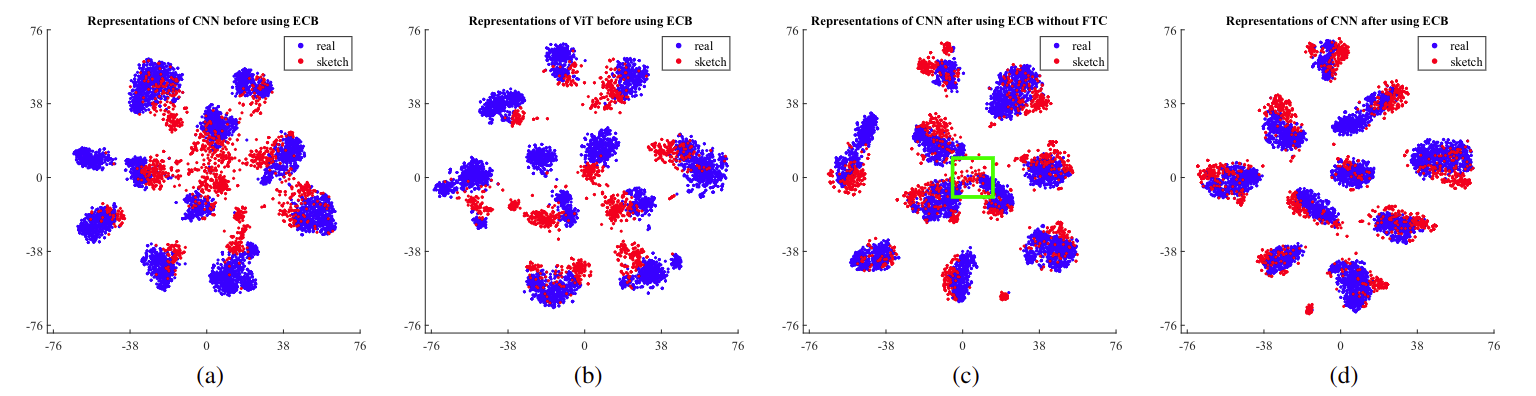 Representations of CNN before using ECB
76
38
0
-38
-76
-76 -38 0 38 76
real
sketch
(a)
Representations of ViT before using ECB
76
38
0
-38
-76
-76 -38 0 38 76
real
sketch
(b)
Representations of CNN after using ECB without FTC
76
38
0
-38
-76
-76 -38 0 38 76
real
sketch
(c)
Representations of CNN after using ECB
76
38
0
-38
-76
-76 -38 0 38 76
real
sketch
(d)